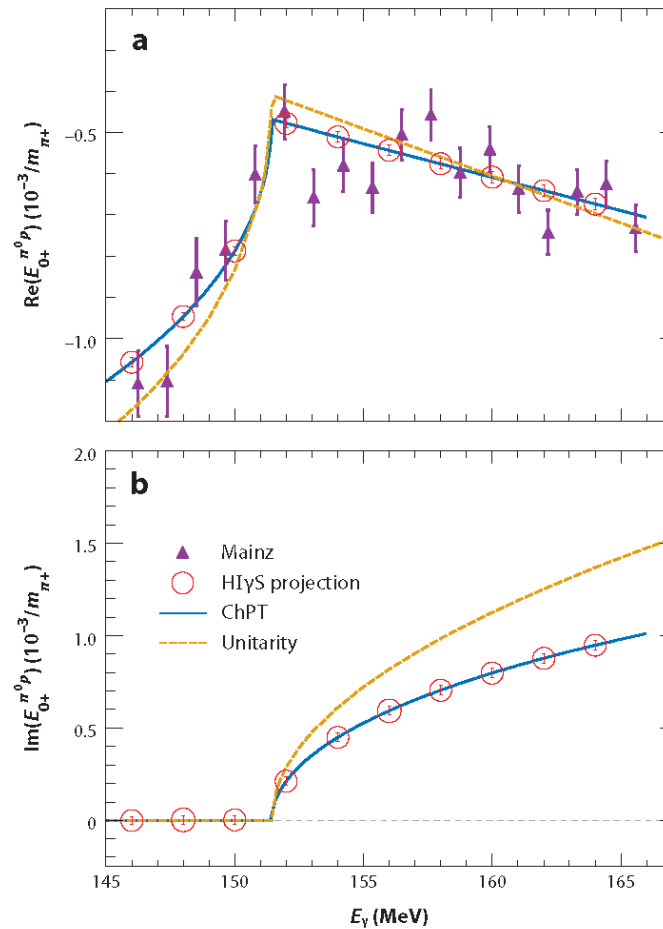 a
Re(E₀₊^π⁰p) (10⁻³/mπ+)
−0.5
−1.0
b
Im(E₀₊^π⁰p) (10⁻³/mπ+)
2.0
1.5
1.0
0.5
0
Mainz
HIγS projection
ChPT
Unitarity
145 150 155 160 165
Eγ (MeV)